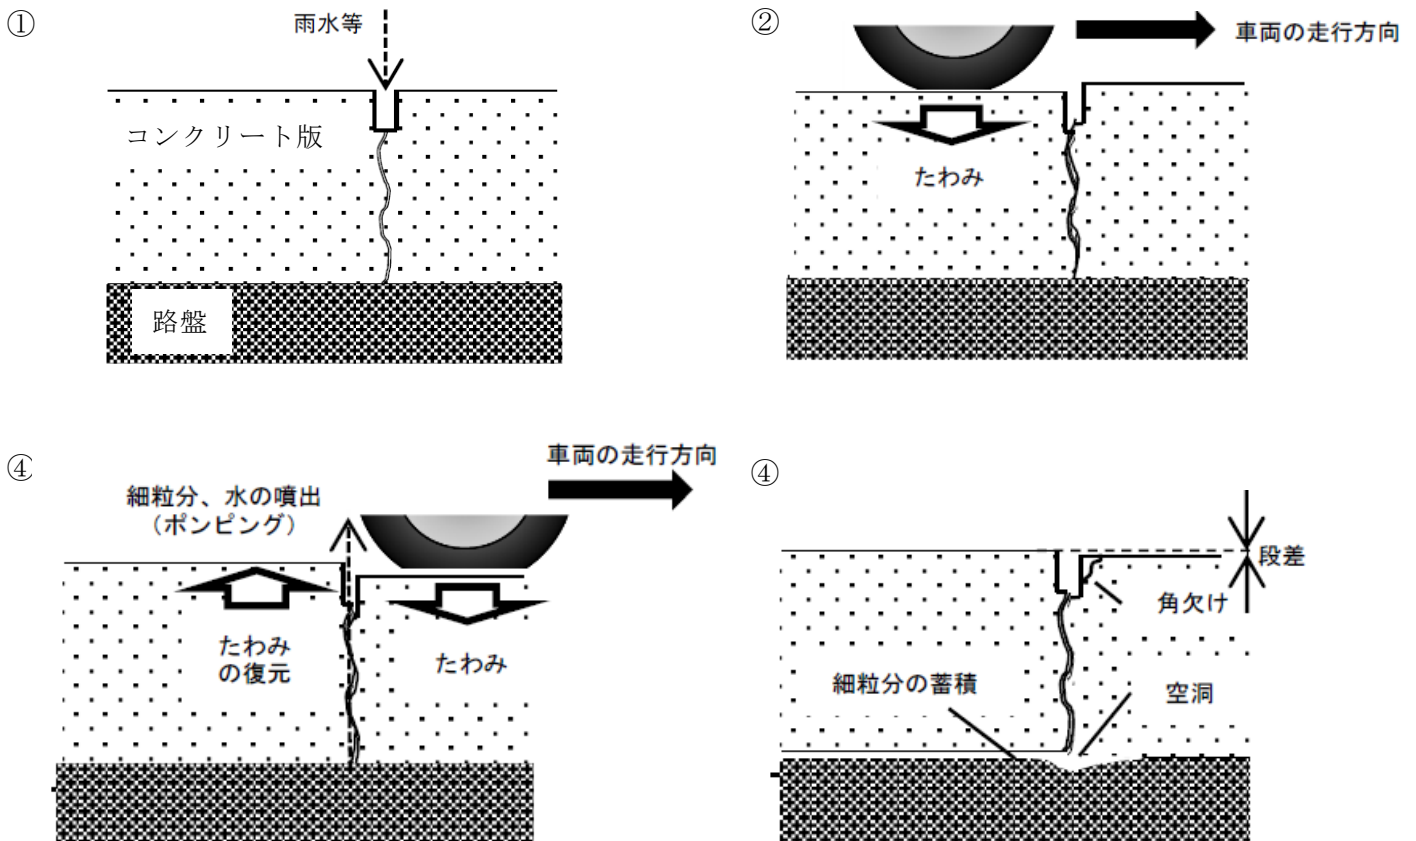 ①
雨水等
コンクリート版
路盤
②
車両の走行方向
たわみ
④
車両の走行方向
細粒分、水の噴出
（ポンピング）
たわみ
の復元
たわみ
④
段差
角欠け
細粒分の蓄積
空洞